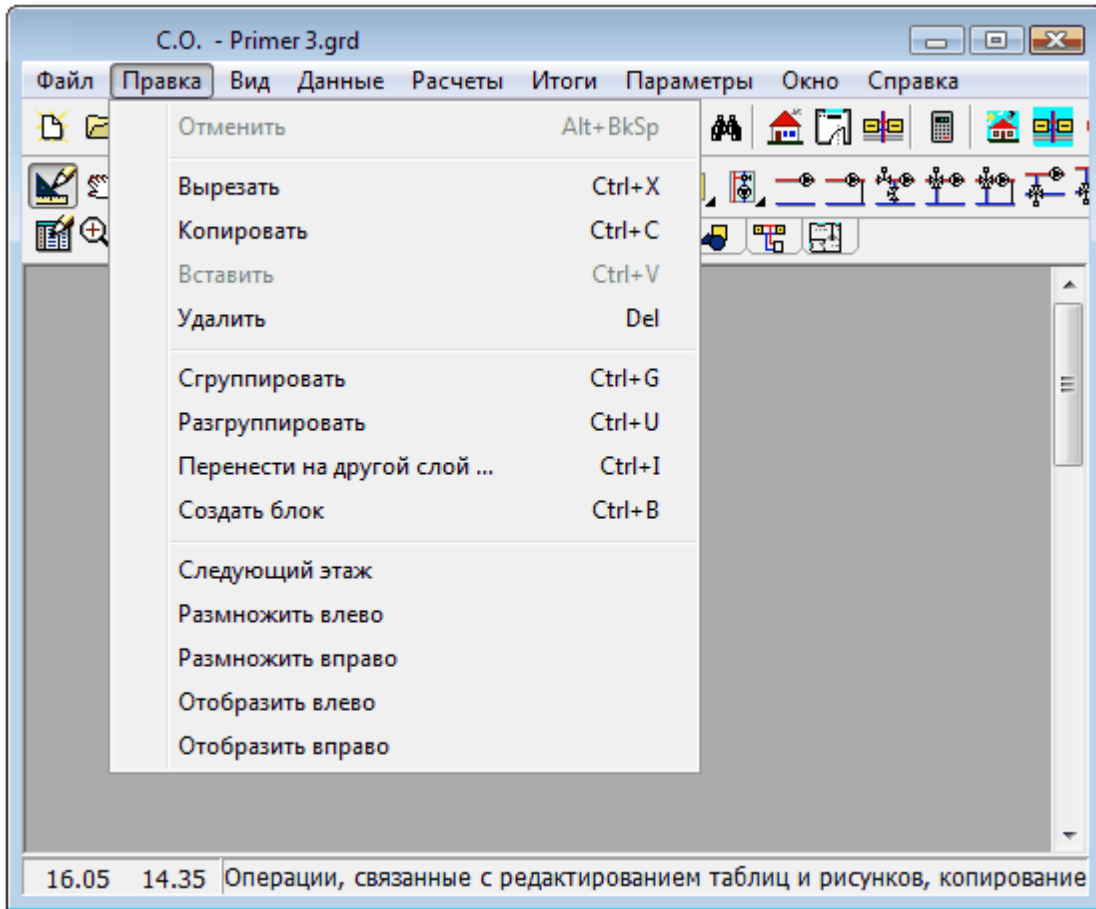 С.О. - Primer 3.grd
Файл Правка Вид Данные Расчеты Итоги Параметры Окно Справка
Отменить Alt+BkSp
Вырезать Ctrl+X
Копировать Ctrl+C
Вставить Ctrl+V
Удалить Del
Сгруппировать Ctrl+G
Разгруппировать Ctrl+U
Перенести на другой слой ... Ctrl+I
Создать блок Ctrl+B
Следующий этаж
Размножить влево
Размножить вправо
Отобразить влево
Отобразить вправо
16.05 14.35 Операции, связанные с редактированием таблиц и рисунков, копирование